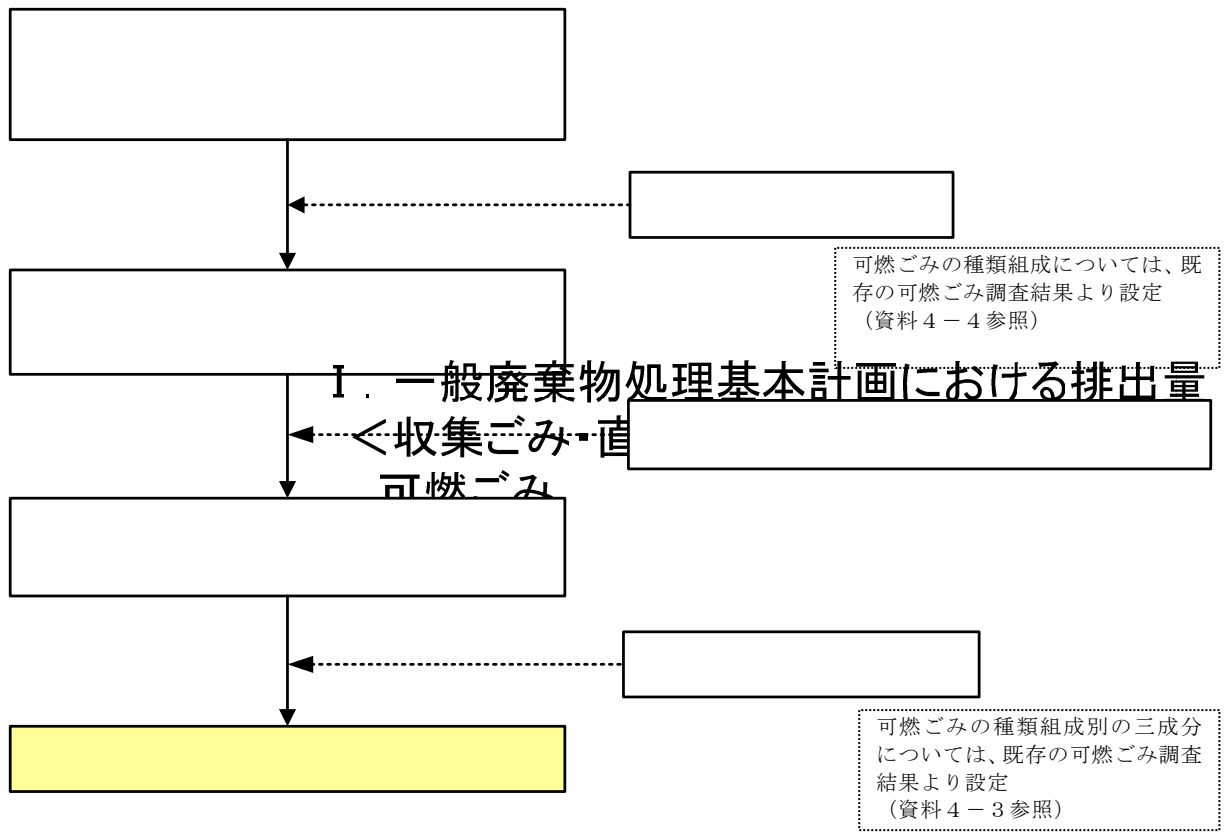 可燃ごみの種類組成については、既
存の可燃ごみ調査結果より設定
（資料４－４参照）
Ⅰ．一般廃棄物処理基本計画における排出量
＜収集ごみ・直
可燃ごみ
可燃ごみの種類組成別の三成分
については、既存の可燃ごみ調査
結果より設定
（資料４－３参照）